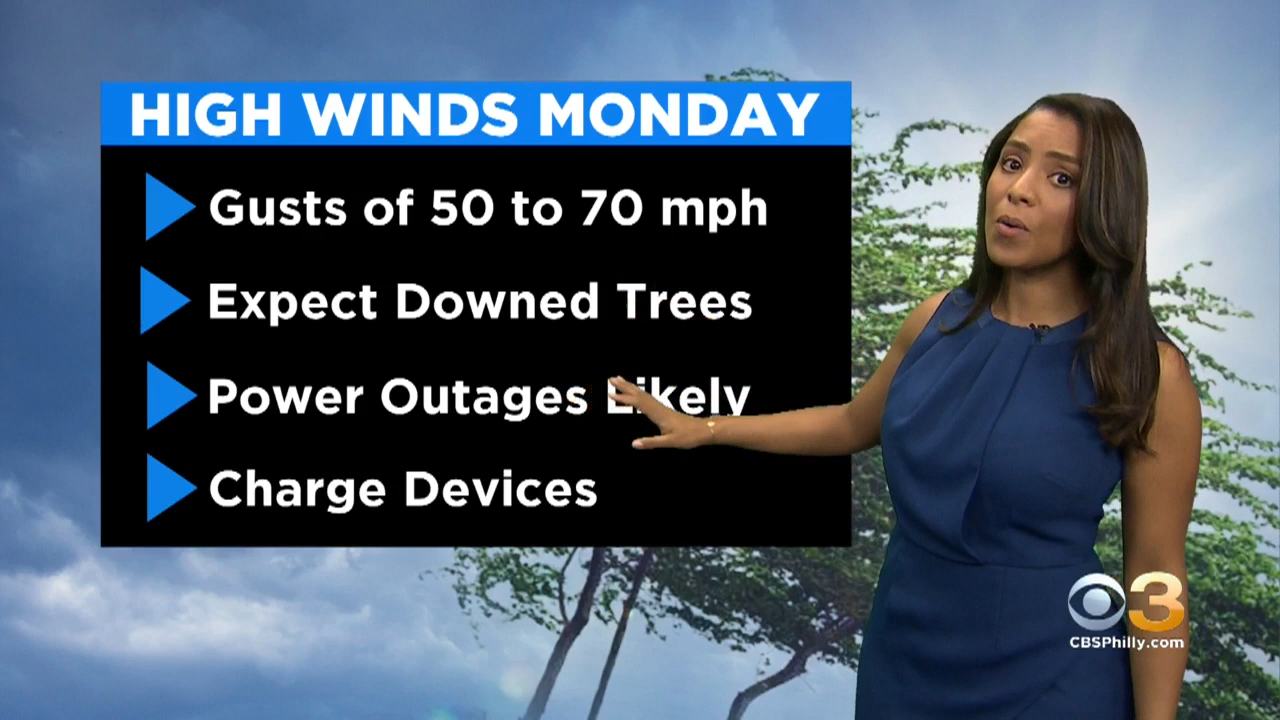 HIGH WINDS MONDAY
Gusts of 50 to 70 mph
Expect Downed Trees
Power Outages Likely
Charge Devices
3
CBSPhilly.com